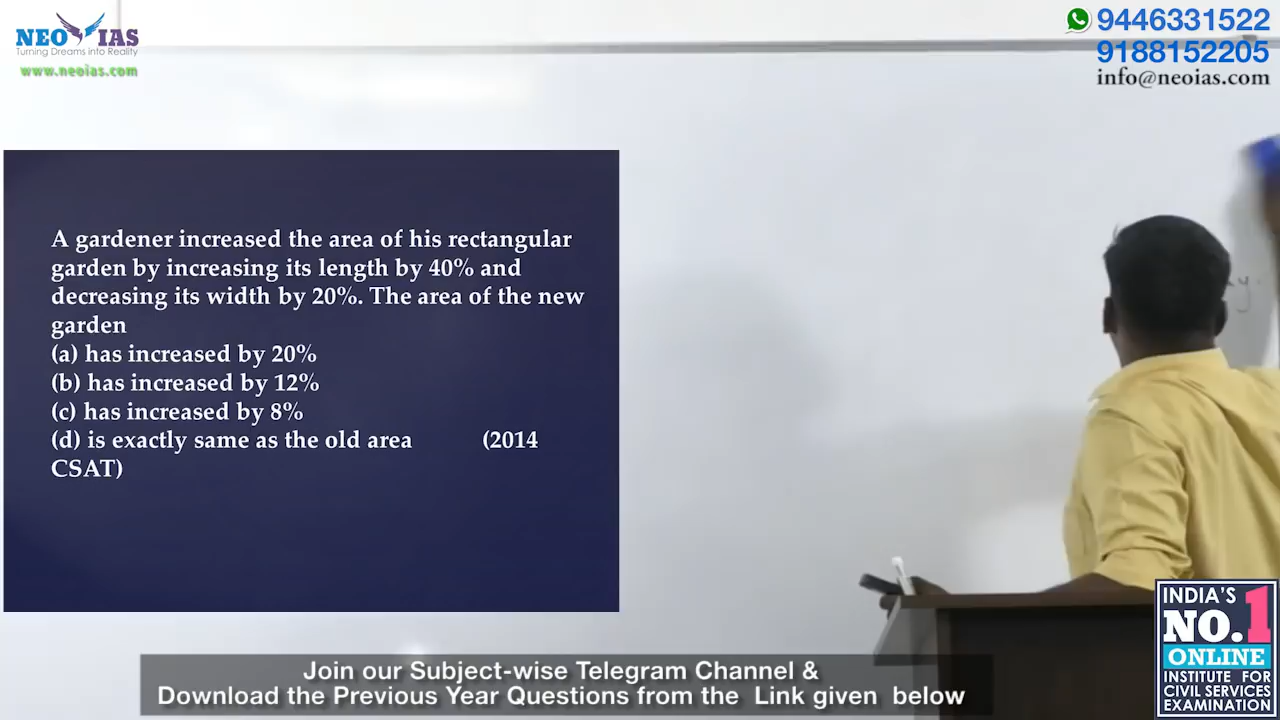 NEO IAS
Turning Dreams into Reality
www.neoias.com
9446331522
9188152205
info@neoias.com
A gardener increased the area of his rectangular
garden by increasing its length by 40% and
decreasing its width by 20%. The area of the new
garden
(a) has increased by 20%
(b) has increased by 12%
(c) has increased by 8%
(d) is exactly same as the old area (2014
CSAT)
INDIA'S
NO.1
ONLINE
INSTITUTE FOR
CIVIL SERVICES
EXAMINATION
Join our Subject-wise Telegram Channel &
Download the Previous Year Questions from the Link given below